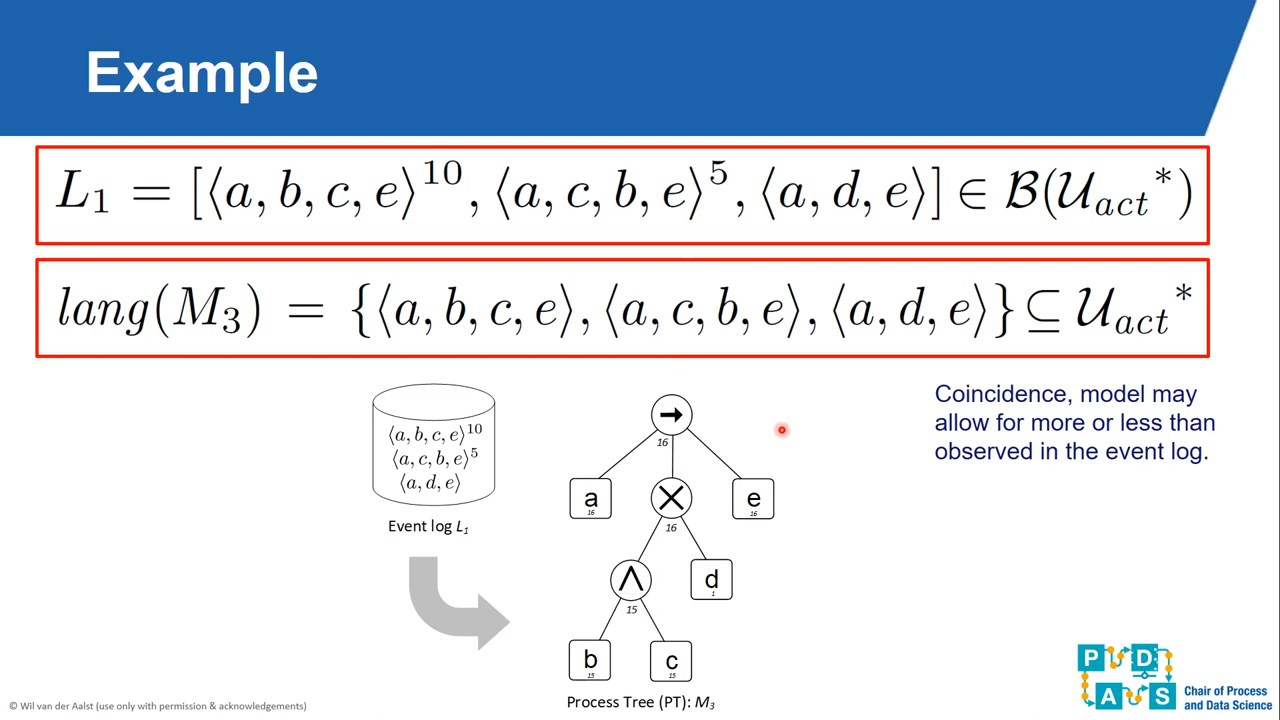 Example
L₁ = [⟨a, b, c, e⟩¹⁰, ⟨a, c, b, e⟩⁵, ⟨a, d, e⟩] ∈ ℬ(𝒰_act*)
lang(M₃) = {⟨a, b, c, e⟩, ⟨a, c, b, e⟩, ⟨a, d, e⟩} ⊆ 𝒰_act*
⟨a, b, c, e⟩¹⁰
⟨a, c, b, e⟩⁵
⟨a, d, e⟩
Event log L₁
→
16
a
16
×
16
e
16
∧
15
d
1
b
15
c
15
Process Tree (PT): M₃
Coincidence, model may
allow for more or less than
observed in the event log.
© Wil van der Aalst (use only with permission & acknowledgements)
P D
A S
Chair of Process
and Data Science